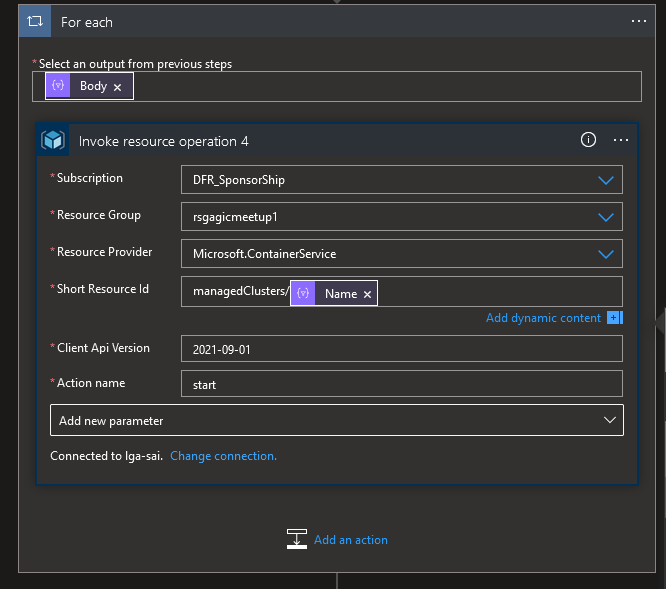 For each
* Select an output from previous steps
Body
Invoke resource operation 4
* Subscription
DFR_SponsorShip
* Resource Group
rsgagicmeetup1
* Resource Provider
Microsoft.ContainerService
* Short Resource Id
managedClusters/ Name
Add dynamic content
* Client Api Version
2021-09-01
* Action name
start
Add new parameter
Connected to lga-sai. Change connection.
Add an action